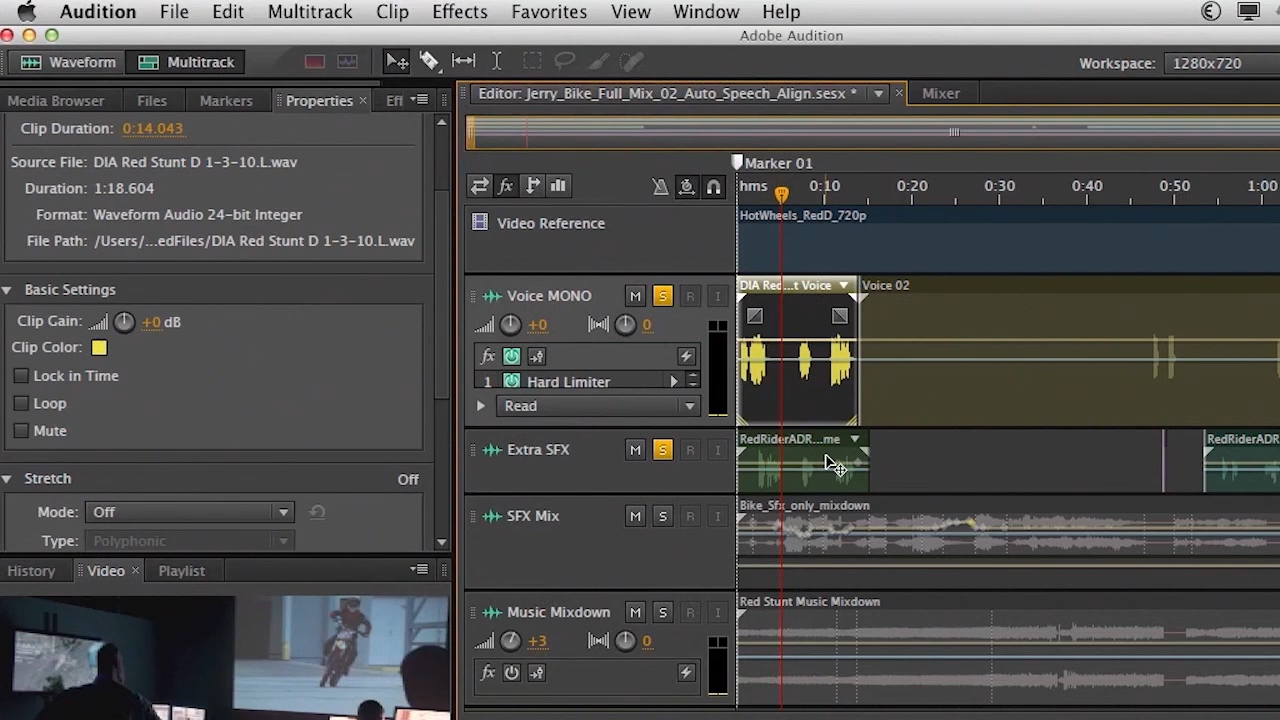 Audition File Edit Multitrack Clip Effects Favorites View Window Help
Adobe Audition
Waveform Multitrack Workspace: 1280x720
Media Browser Files Markers Properties × Eff
Editor: Jerry_Bike_Full_Mix_02_Auto_Speech_Align.sesx * × Mixer
Clip Duration: 0:14.043
Source File: DIA Red Stunt D 1-3-10.L.wav
Duration: 1:18.604
Format: Waveform Audio 24-bit Integer
File Path: /Users/...edFiles/DIA Red Stunt D 1-3-10.L.wav
Basic Settings
Clip Gain: +0 dB
Clip Color:
Lock in Time
Loop
Mute
Stretch Off
Mode: Off
Type: Polyphonic
History Video × Playlist
Marker 01
fx hms 0:10 0:20 0:30 0:40 0:50 1:00
Video Reference HotWheels_RedD_720p
DIA Red...t Voice Voice 02
Voice MONO M S R I
+0 0
fx
1 Hard Limiter
Read
RedRiderADR...me RedRiderADR
Extra SFX M S R I
Bike_Sfx_only_mixdown
SFX Mix M S R I
Red Stunt Music Mixdown
Music Mixdown M S R I
+3 0
fx